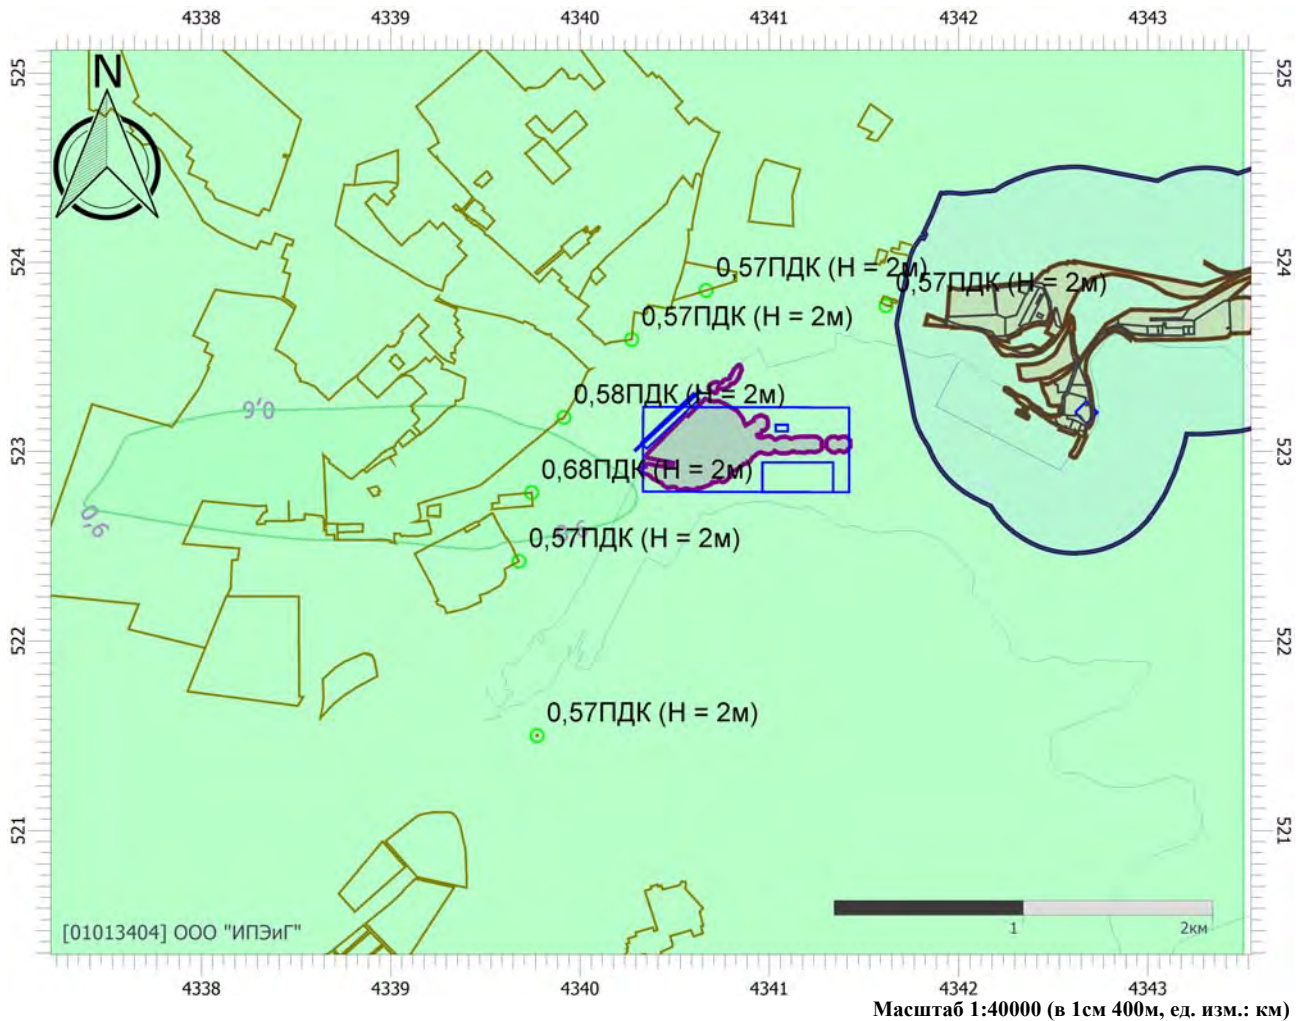 4338 4339 4340 4341 4342 4343
525 525
N
524 524
0,57ПДК (Н = 2м)
0,57ПДК (Н = 2м)
0,57ПДК (Н = 2м)
0,58ПДК (Н = 2м)
0,6
523 523
0,68ПДК (Н = 2м)
0,6
0,6
0,57ПДК (Н = 2м)
522 522
0,57ПДК (Н = 2м)
521 521
[01013404] ООО "ИПЭиГ"
1 2км
4338 4339 4340 4341 4342 4343
Масштаб 1:40000 (в 1см 400м, ед. изм.: км)